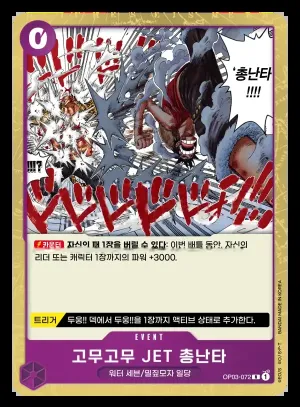 0
'총난타
!!!!
!!!?
카운터 자신의 패 1장을 버릴 수 있다: 이번 배틀 동안, 자신의
리더 또는 캐릭터 1장까지의 파워 +3000.
트리거 두웅!! 덱에서 두웅!!을 1장까지 액티브 상태로 추가한다.
EVENT
고무고무 JET 총난타
워터 세븐/밀짚모자 일당
OP03-072